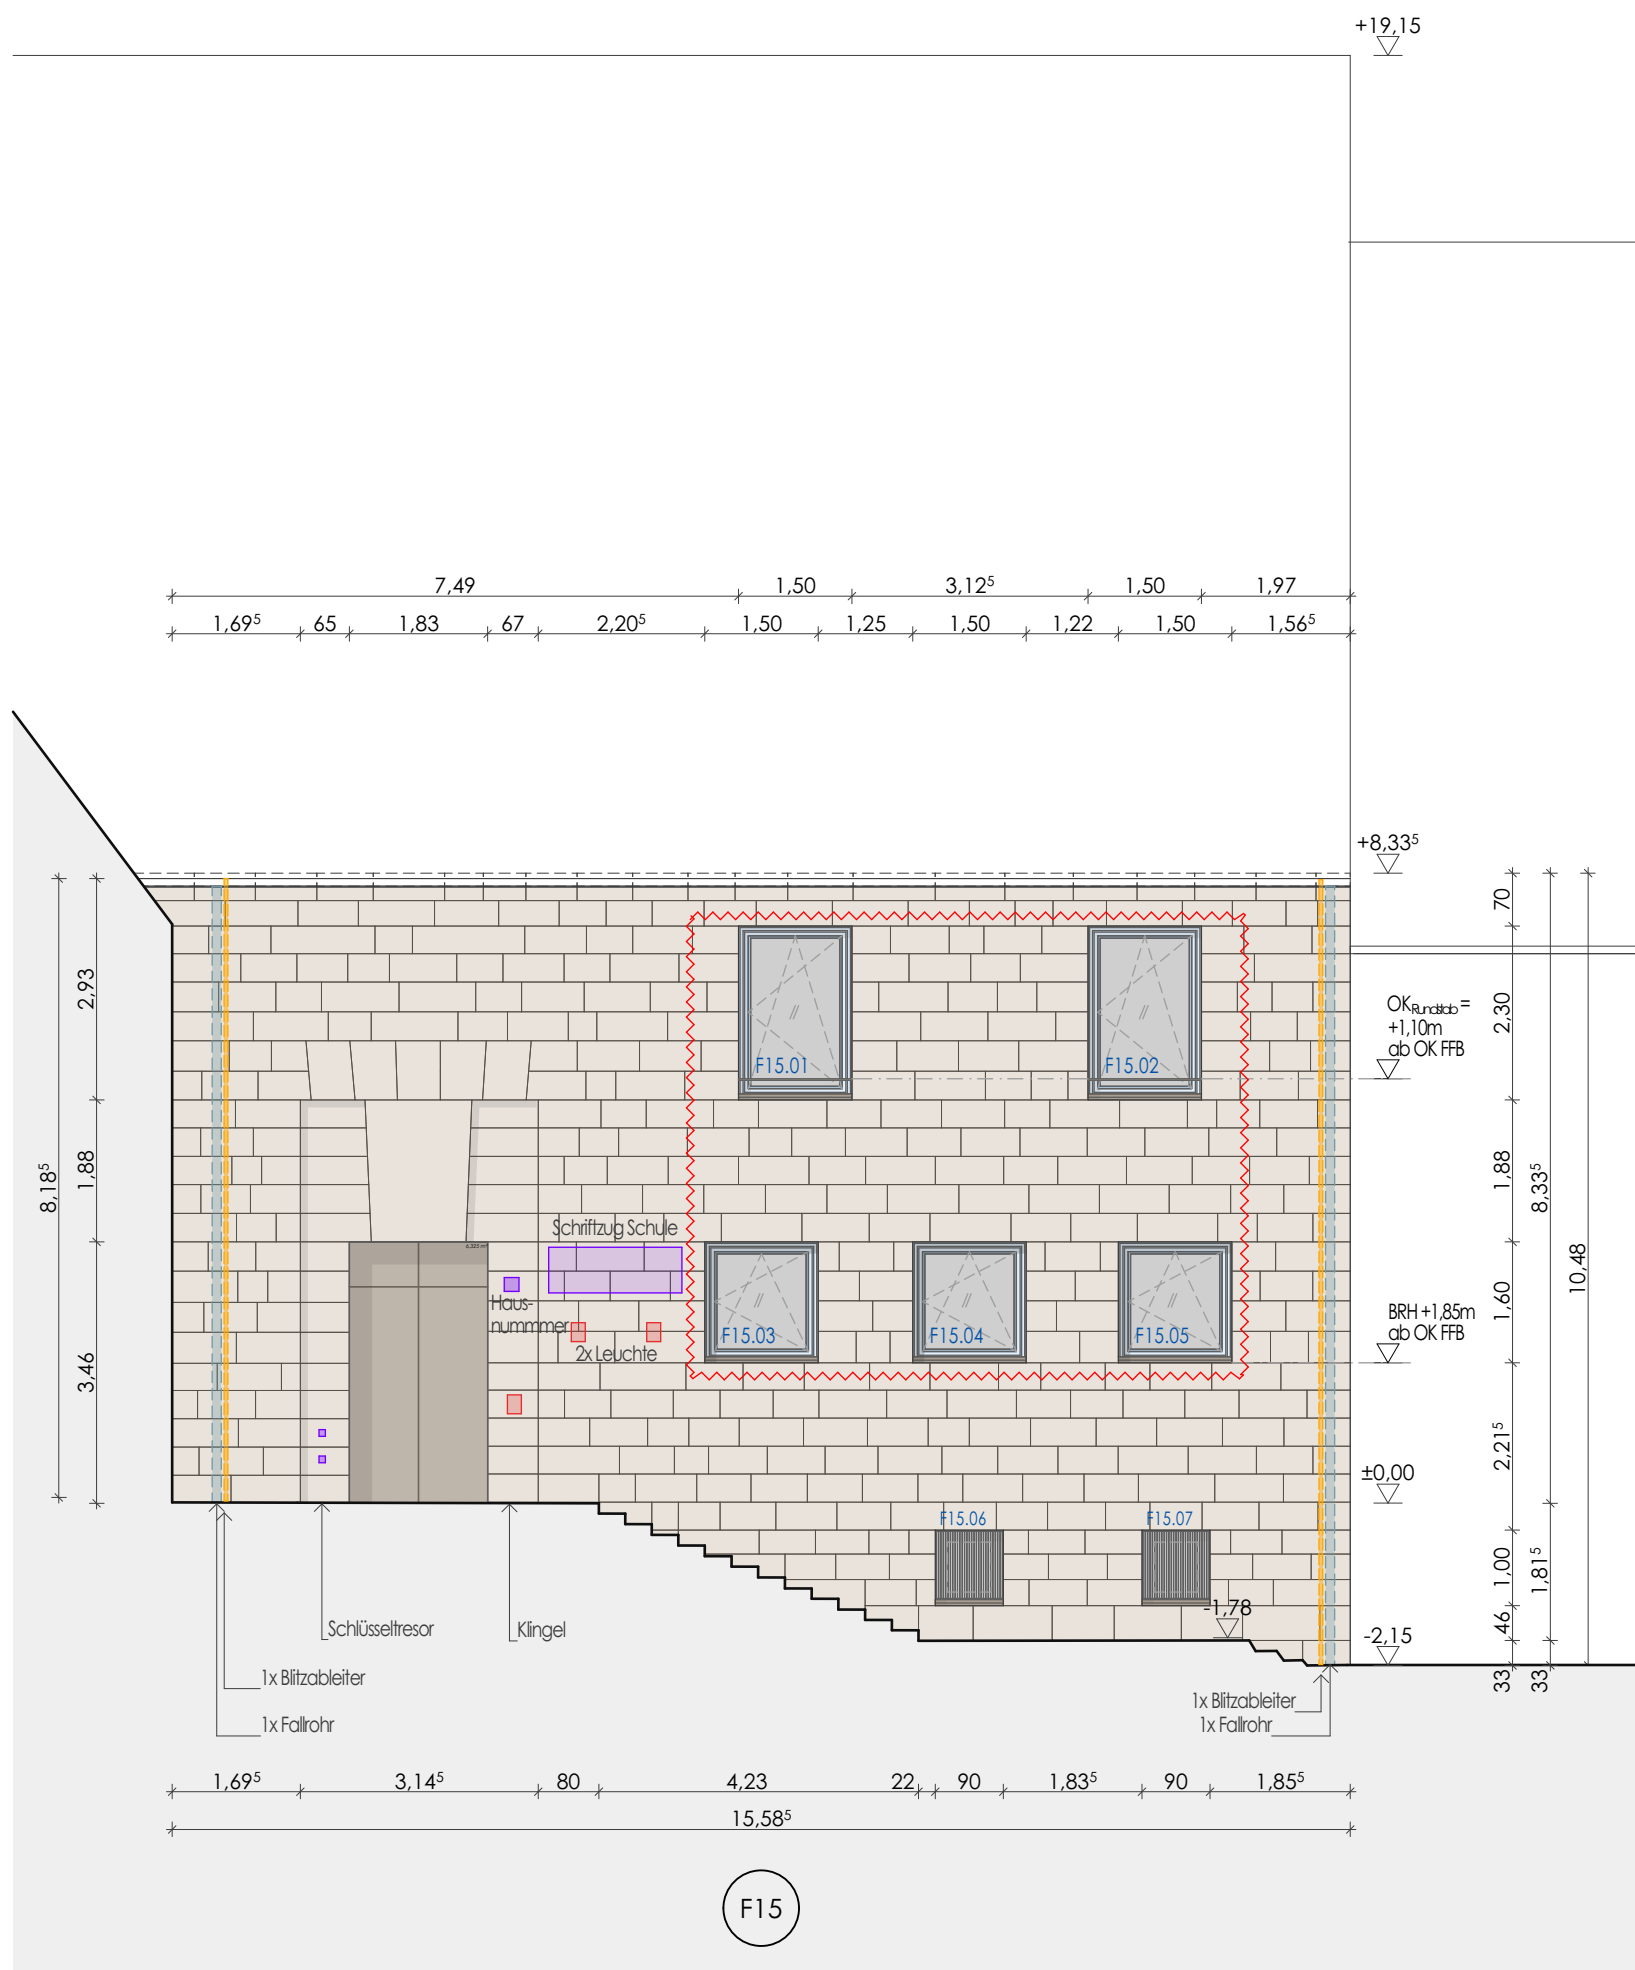 +19,15
7,49
1,50
3,12⁵
1,50
1,97
1,69⁵
65
1,83
67
2,20⁵
1,50
1,25
1,50
1,22
1,50
1,56⁵
+8,33⁵
70
2,93
2,30
OK Rundstab =
+1,10m
ab OK FFB
F15.01
F15.02
8,18⁵
1,88
1,88
8,33⁵
10,48
Schriftzug Schule
6,325 m²
Haus-
nummmer
2x Leuchte
F15.03
F15.04
F15.05
1,60
BRH +1,85m
ab OK FFB
3,46
2,21⁵
±0,00
F15.06
F15.07
1,00
1,81⁵
-1,78
46
-2,15
33
33
Schlüsseltresor
Klingel
1x Blitzableiter
1x Fallrohr
1x Blitzableiter
1x Fallrohr
1,69⁵
3,14⁵
80
4,23
22
90
1,83⁵
90
1,85⁵
15,58⁵
F15